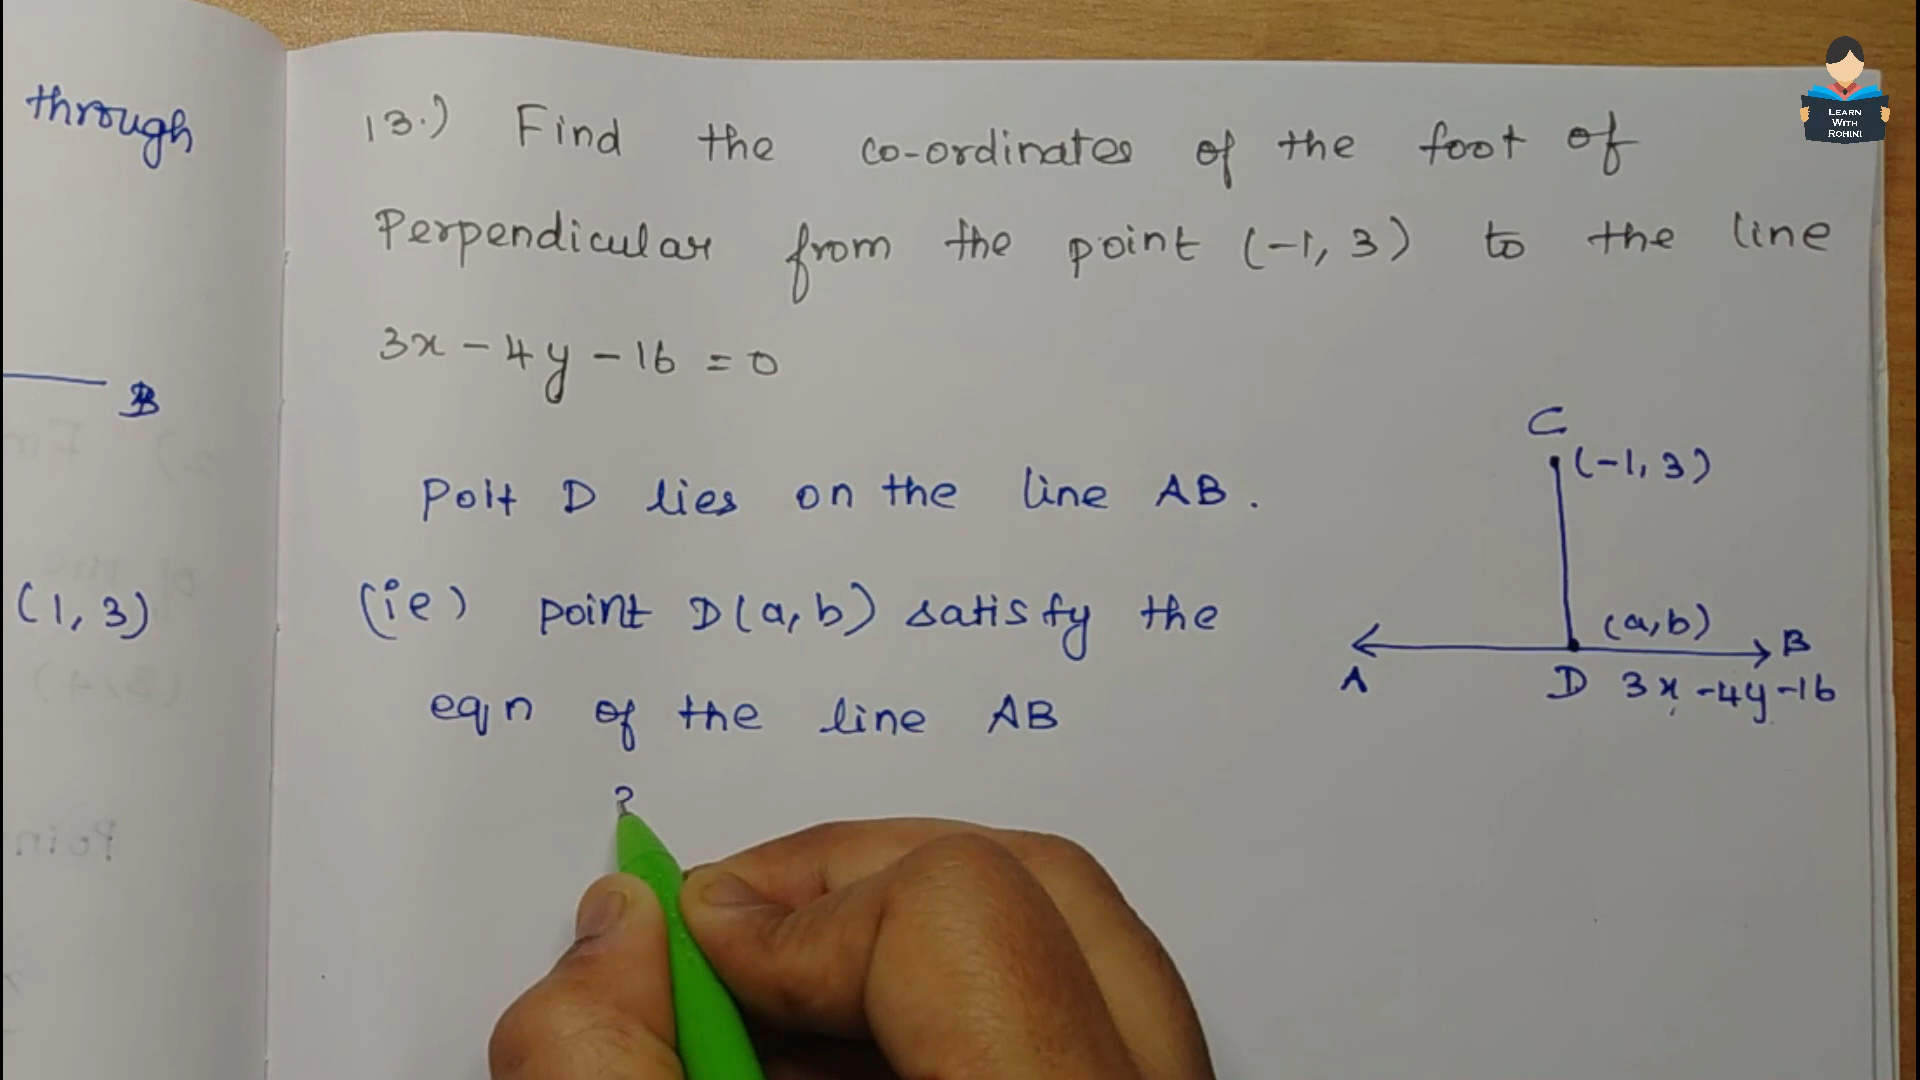 through
B
(1, 3)
13.) Find the co-ordinates of the foot of
Perpendicular from the point (-1, 3) to the line
3x - 4y - 16 = 0
Poit D lies on the line AB.
(ie) point D(a, b) satisfy the
eqn of the line AB
3
C
(-1, 3)
(a, b)
A
B
D 3x - 4y - 16
LEARN
WITH
ROHINI